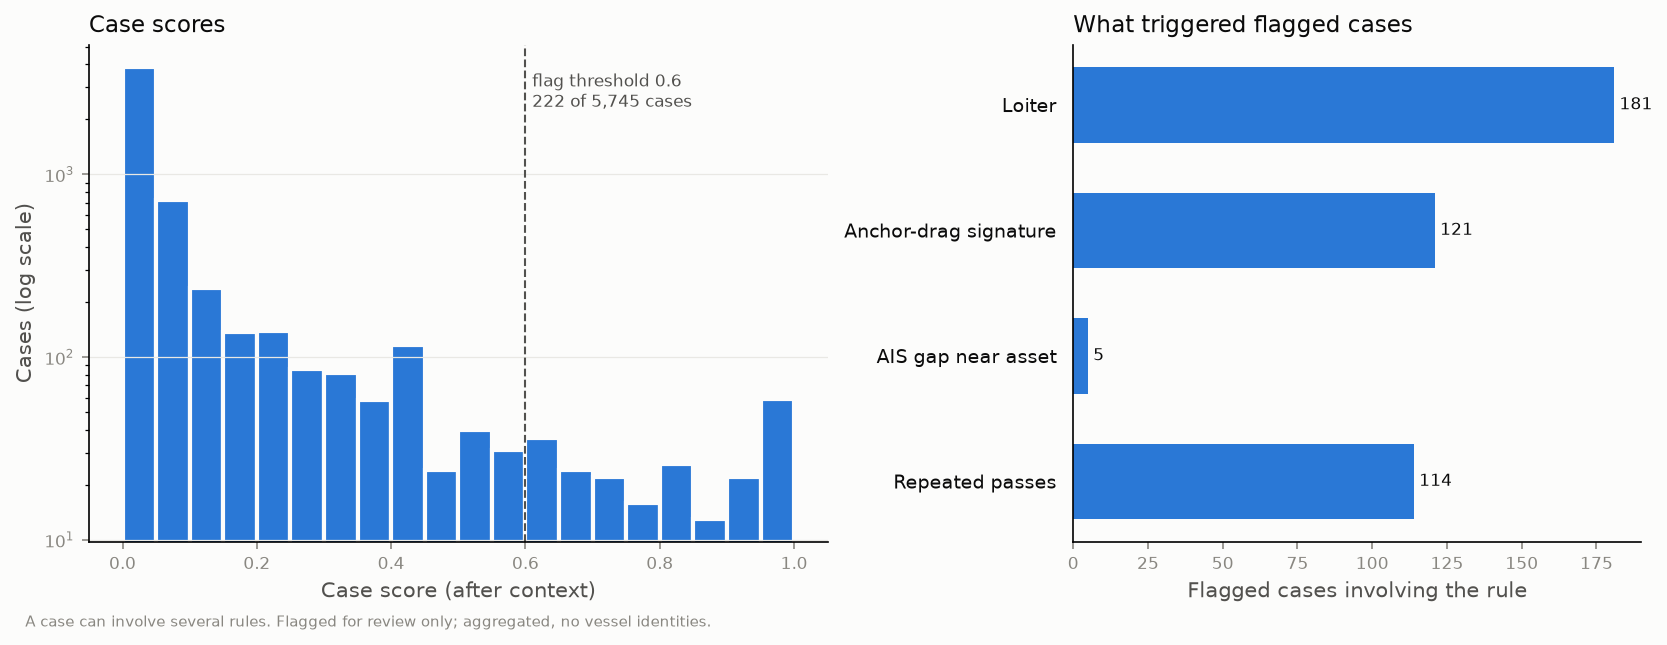 Case scores
flag threshold 0.6
222 of 5,745 cases
Cases (log scale)
10³
10²
10¹
0.0 0.2 0.4 0.6 0.8 1.0
Case score (after context)
What triggered flagged cases
Loiter 181
Anchor-drag signature 121
AIS gap near asset 5
Repeated passes 114
0 25 50 75 100 125 150 175
Flagged cases involving the rule
A case can involve several rules. Flagged for review only; aggregated, no vessel identities.